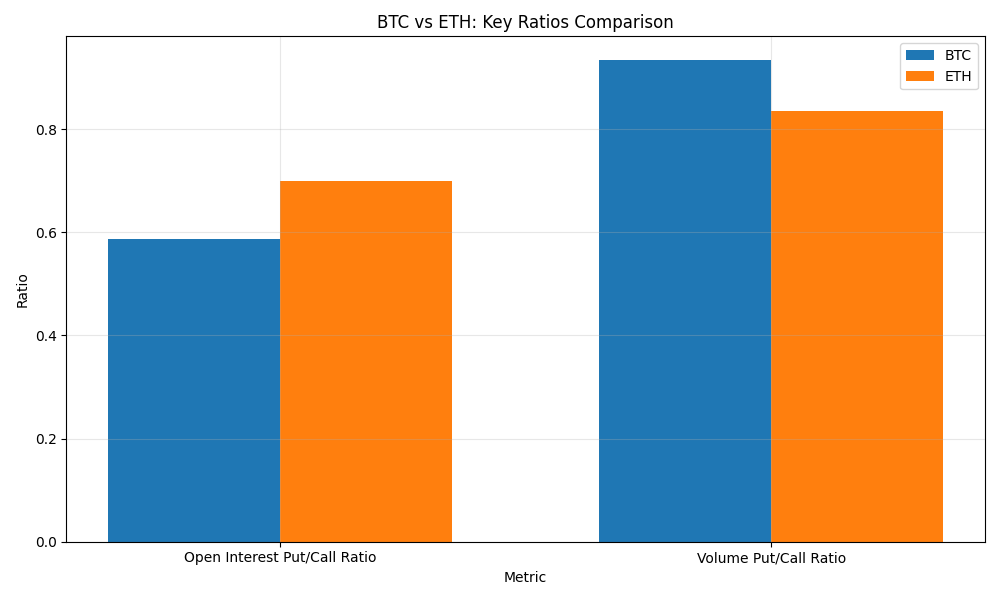 BTC vs ETH: Key Ratios Comparison
BTC
ETH
Ratio
0.8
0.6
0.4
0.2
0.0
Open Interest Put/Call Ratio
Volume Put/Call Ratio
Metric